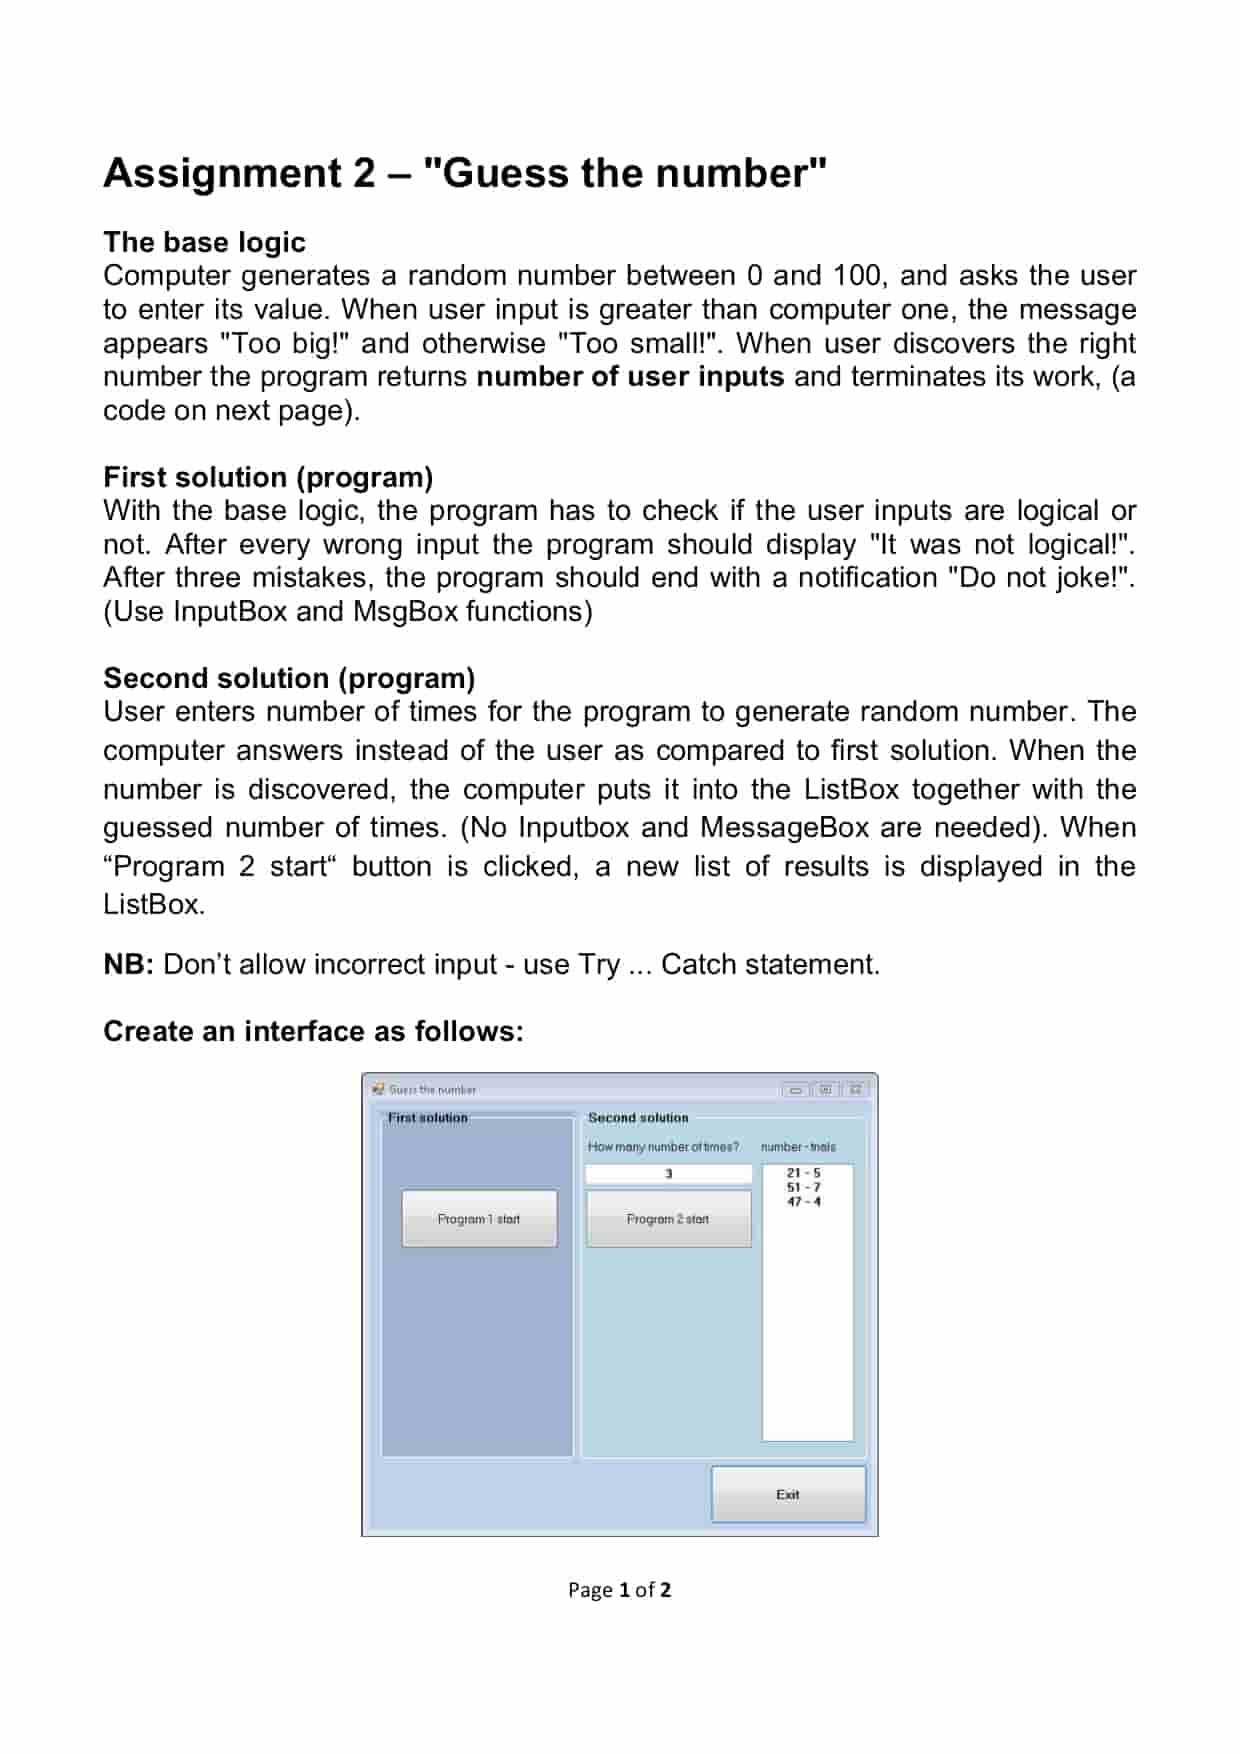 Assignment 2 – "Guess the number"
The base logic
Computer generates a random number between 0 and 100, and asks the user
to enter its value. When user input is greater than computer one, the message
appears "Too big!" and otherwise "Too small!". When user discovers the right
number the program returns number of user inputs and terminates its work, (a
code on next page).
First solution (program)
With the base logic, the program has to check if the user inputs are logical or
not. After every wrong input the program should display "It was not logical!".
After three mistakes, the program should end with a notification "Do not joke!".
(Use InputBox and MsgBox functions)
Second solution (program)
User enters number of times for the program to generate random number. The
computer answers instead of the user as compared to first solution. When the
number is discovered, the computer puts it into the ListBox together with the
guessed number of times. (No Inputbox and MessageBox are needed). When
“Program 2 start“ button is clicked, a new list of results is displayed in the
ListBox.
NB: Don’t allow incorrect input - use Try ... Catch statement.
Create an interface as follows:
Guess the number
First solution
Program 1 start
Second solution
How many number of times?
3
Program 2 start
number - trials
21 - 5
51 - 7
47 - 4
Exit
Page 1 of 2